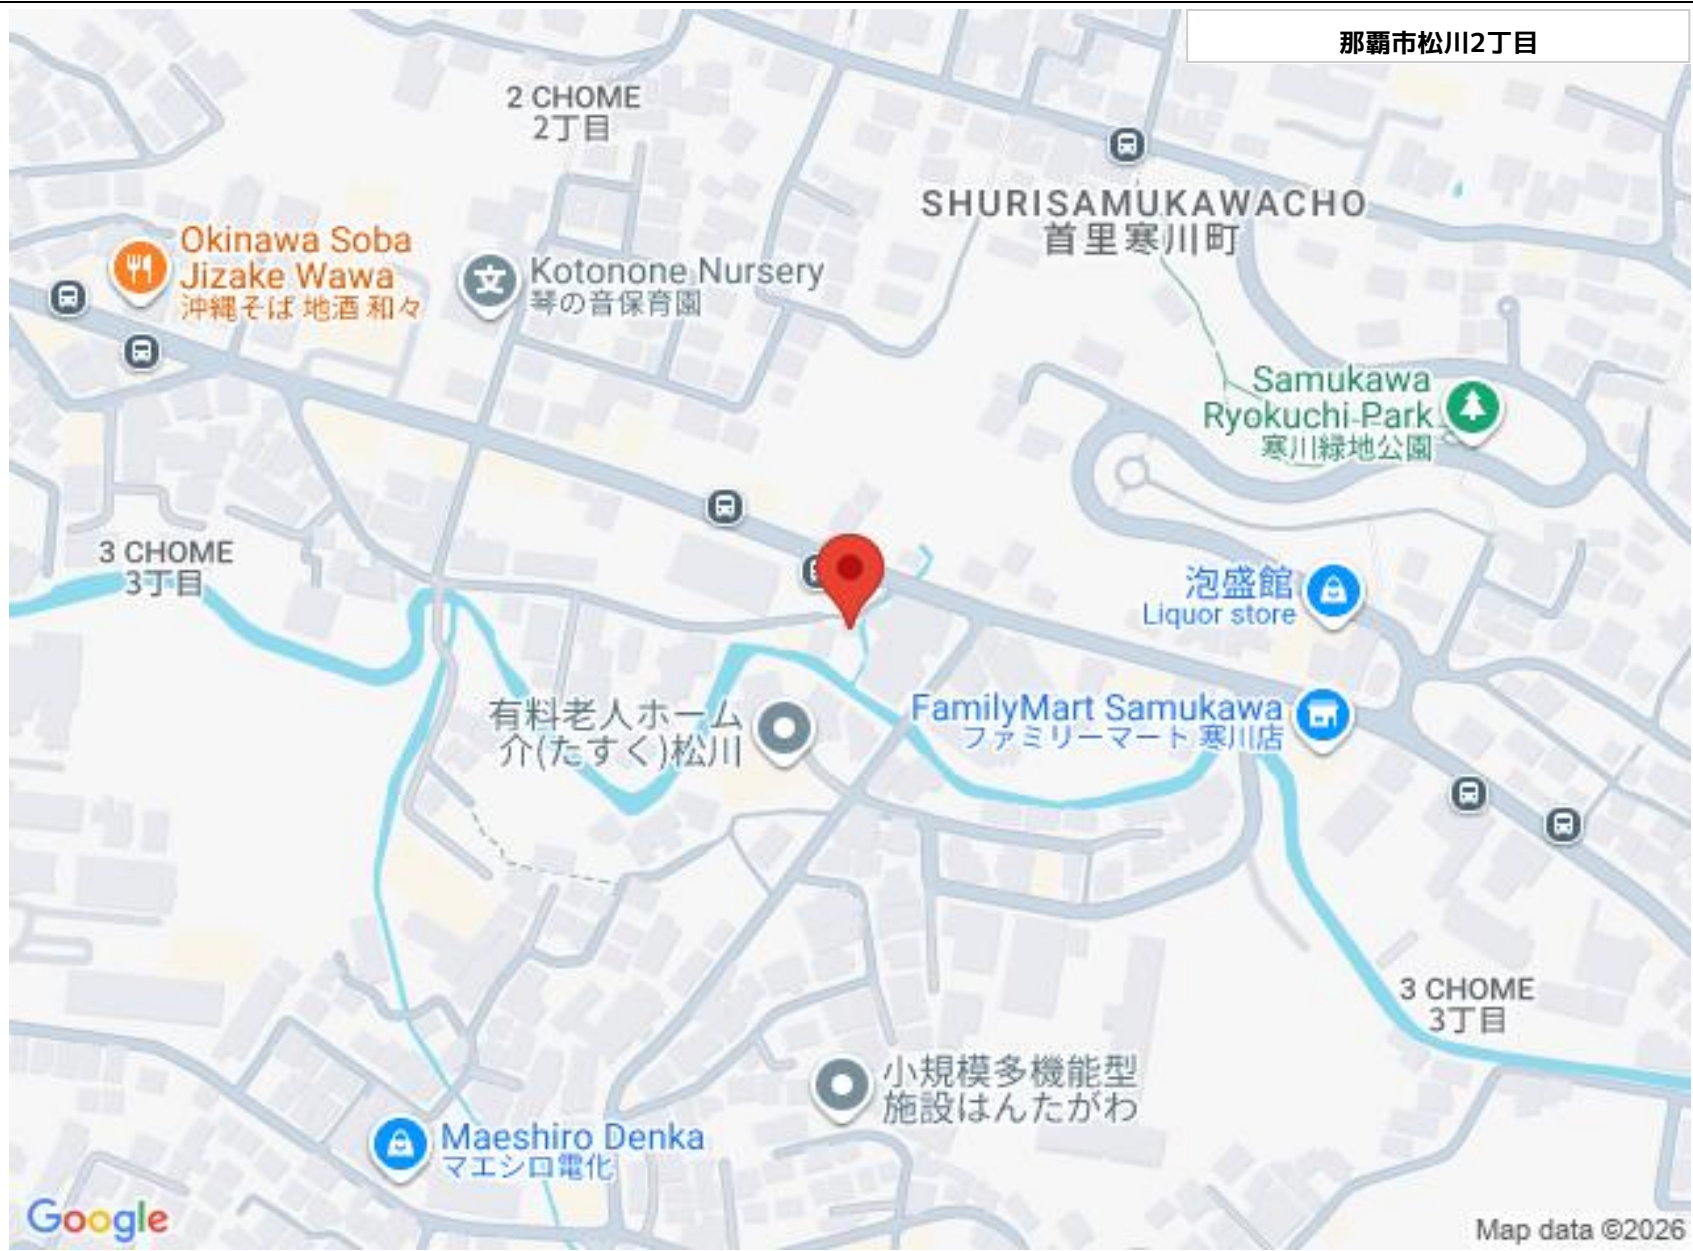 那覇市松川2丁目
2 CHOME
2丁目
SHURISAMUKAWACHO
首里寒川町
Okinawa Soba
Jizake Wawa
沖縄そば 地酒 和々
Kotonone Nursery
琴の音保育園
Samukawa
Ryokuchi Park
寒川緑地公園
3 CHOME
3丁目
泡盛館
Liquor store
有料老人ホーム
介(たすく)松川
FamilyMart Samukawa
ファミリーマート 寒川店
3 CHOME
3丁目
小規模多機能型
施設はんたがわ
Maeshiro Denka
マエシロ電化
Google
Map data ©2026